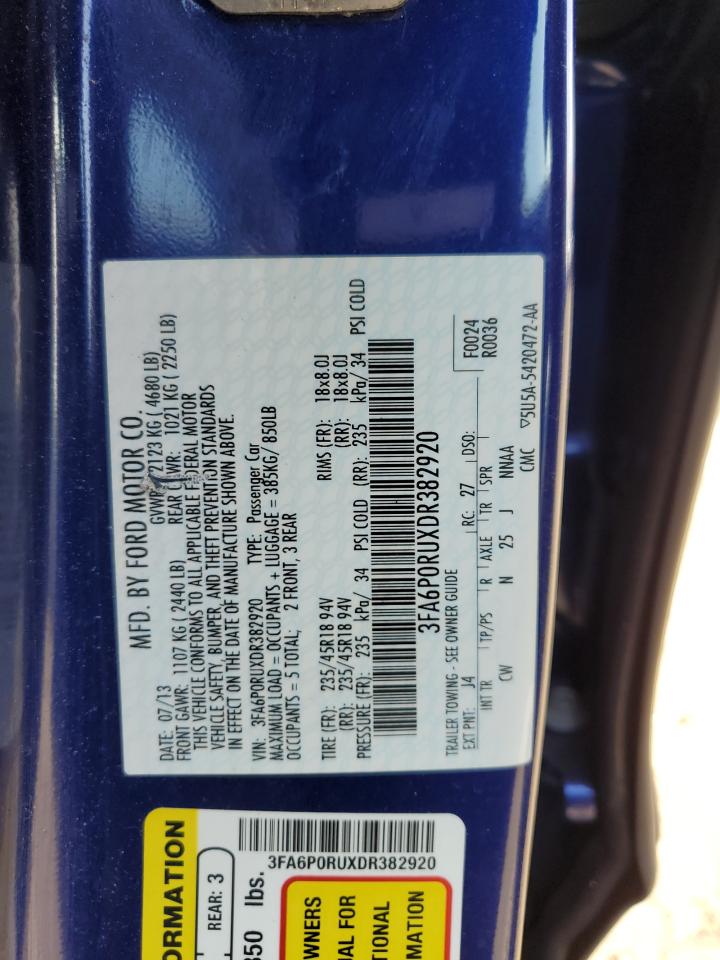 MFD. BY FORD MOTOR CO.
DATE: 07/13 GVWR: 2123 KG ( 4680 LB)
FRONT GAWR: 1107 KG ( 2440 LB) REAR GAWR: 1021 KG ( 2250 LB)
THIS VEHICLE CONFORMS TO ALL APPLICABLE FEDERAL MOTOR
VEHICLE SAFETY, BUMPER, AND THEFT PREVENTION STANDARDS
IN EFFECT ON THE DATE OF MANUFACTURE SHOWN ABOVE.
VIN: 3FA6P0RUXDR382920 TYPE: Passenger Car
MAXIMUM LOAD = OCCUPANTS + LUGGAGE = 385KG/ 850LB
OCCUPANTS = 5 TOTAL; 2 FRONT, 3 REAR
TIRE (FR): 235/45R18 94V RIMS (FR): 18x8.0J
(RR): 235/45R18 94V (RR): 18x8.0J
PRESSURE (FR): 235 kPa/ 34 PSI COLD (RR): 235 kPa/ 34 PSI COLD
3FA6P0RUXDR382920
TRAILER TOWING - SEE OWNER GUIDE F0024
EXT PNT: J4 RC: 27 DSO: R0036
INT TR TP/PS R AXLE TR SPR
CW N 25 J NNAA
CMC ▽5U5A-5420472-AA
3FA6P0RUXDR382920
ORMATION
REAR: 3
350 lbs.
WNERS
AL FOR
TIONAL
MATION